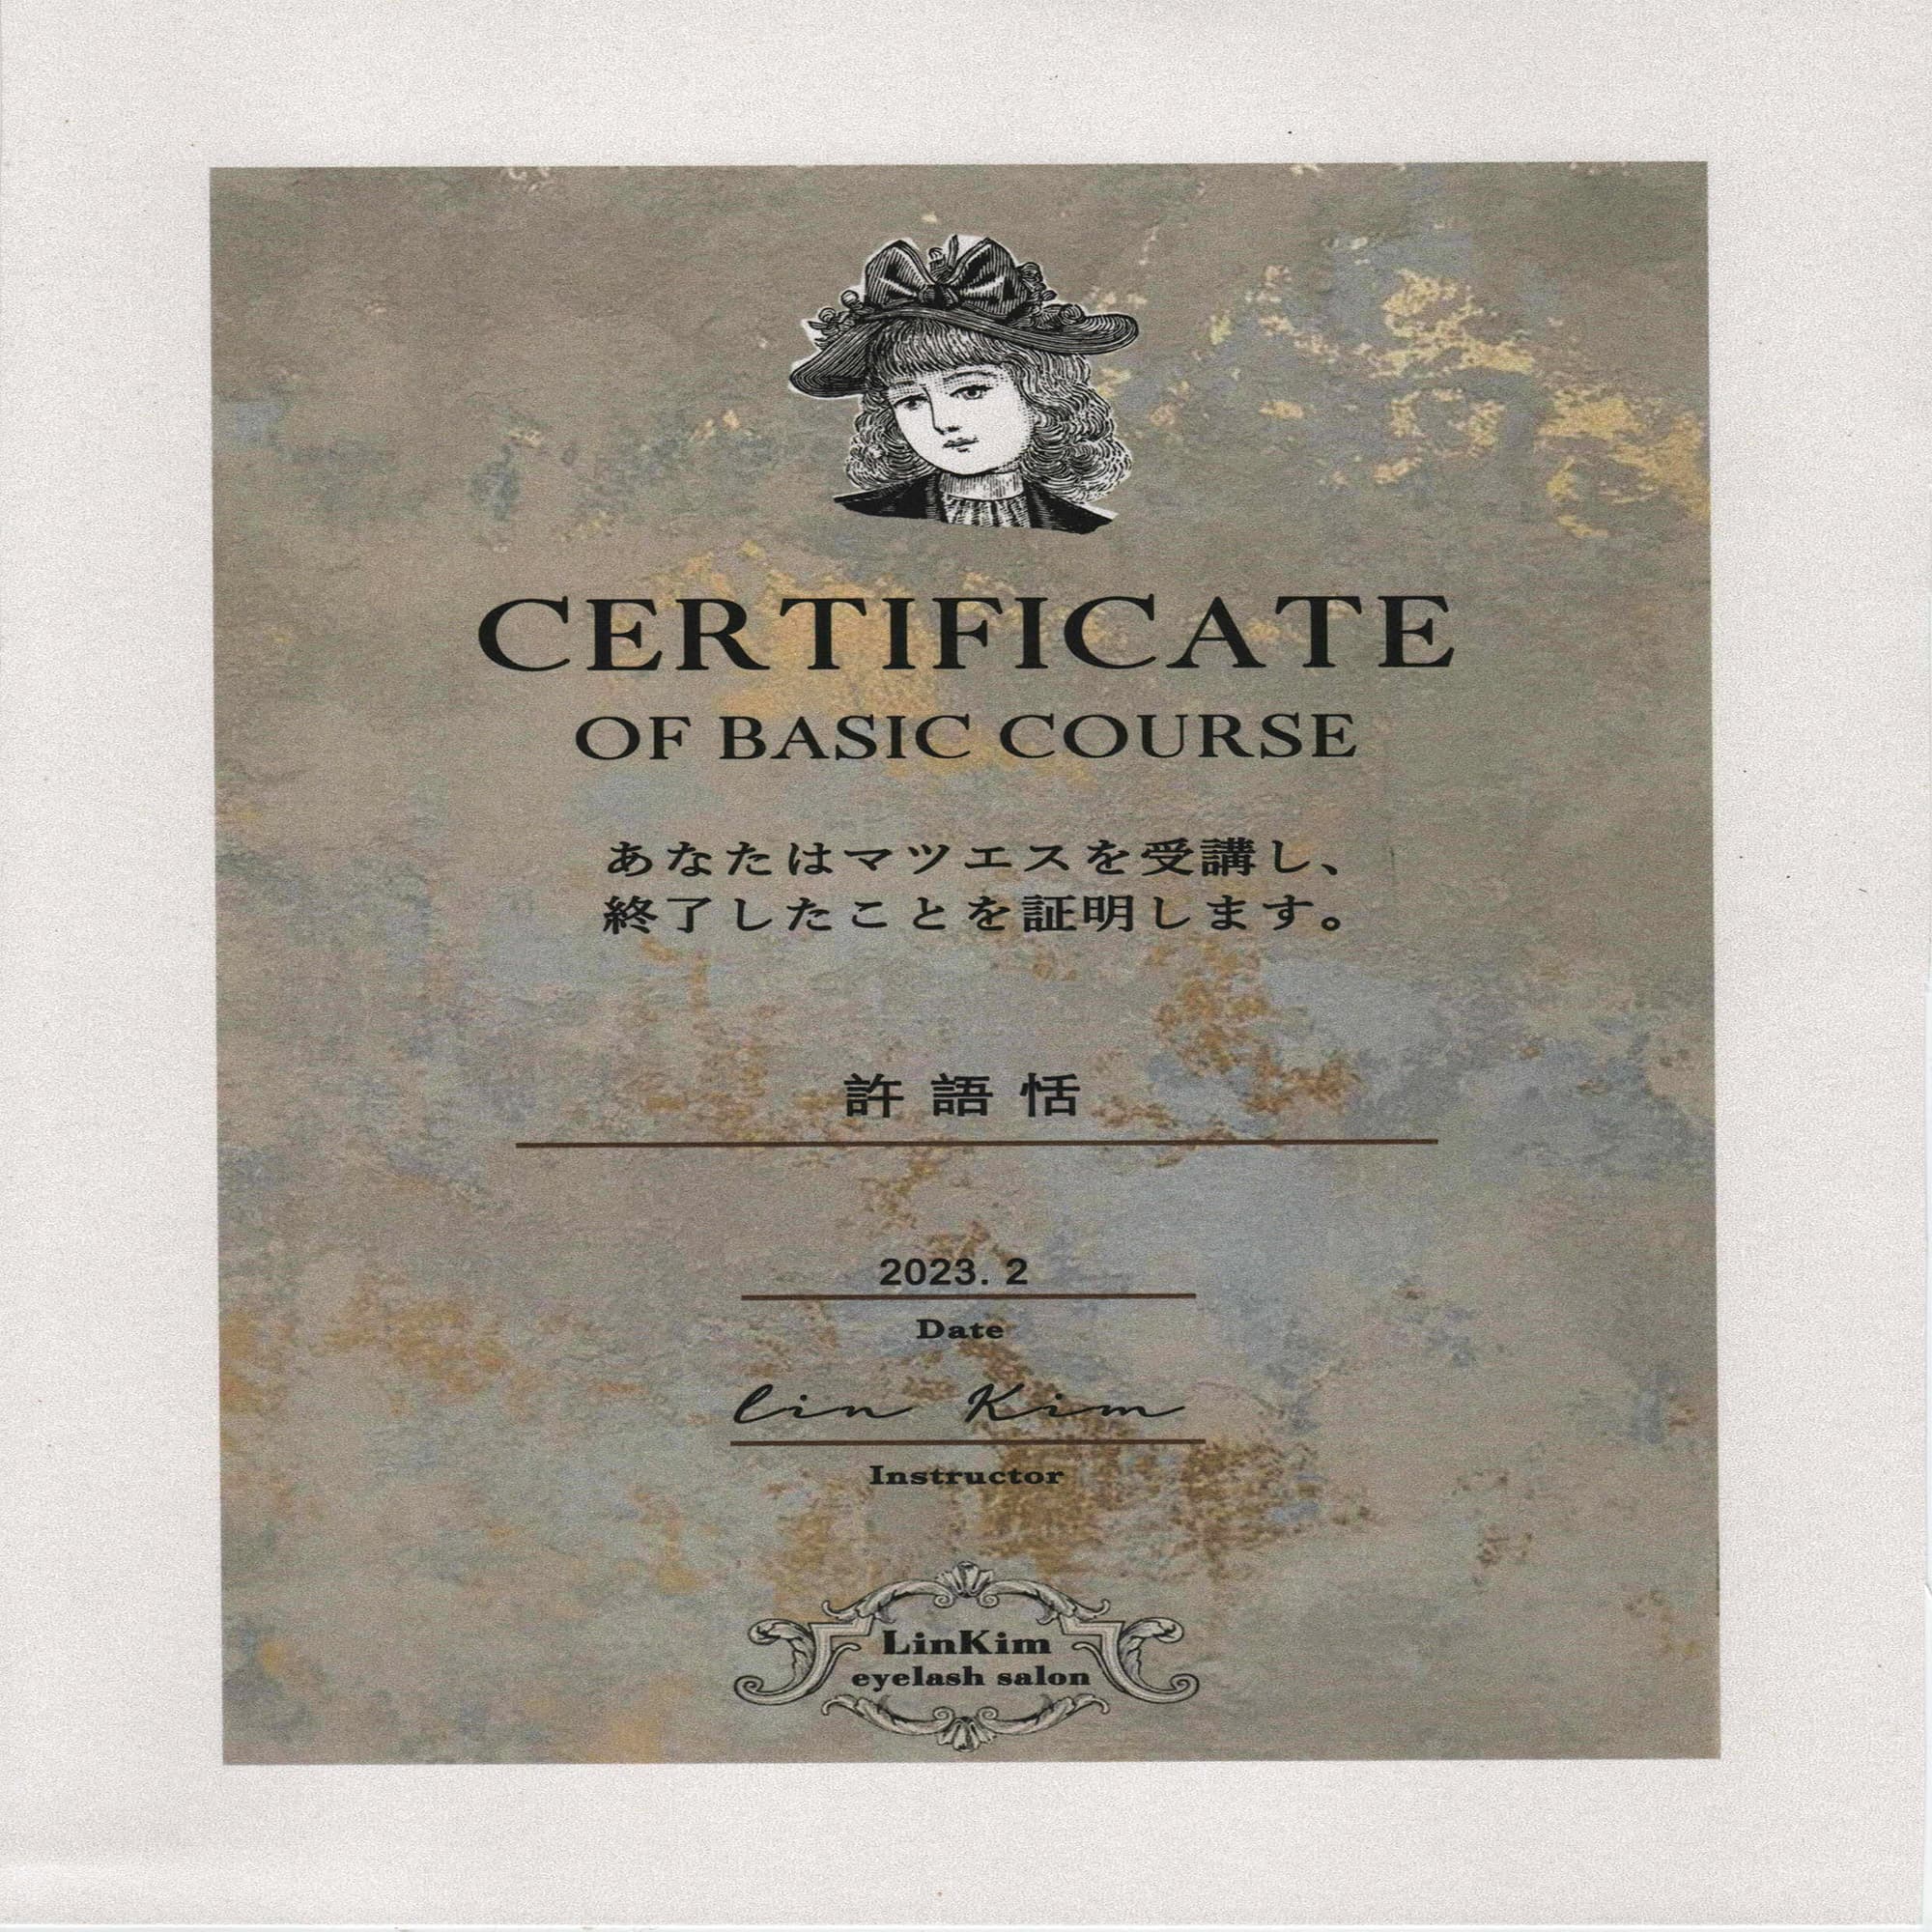 CERTIFICATE
OF BASIC COURSE
あなたはマツエスを受講し、
終了したことを証明します。
許語恬
2023. 2
Date
lin Kim
Instructor
LinKim
eyelash salon